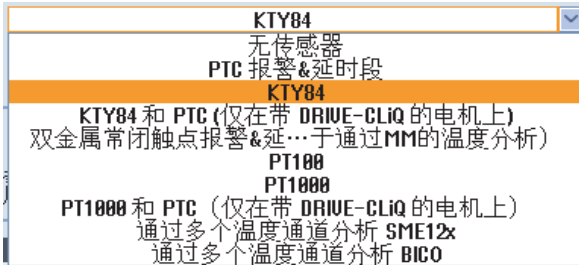 KTY84
无传感器
PTC 报警&延时段
KTY84
KTY84 和 PTC (仅在带 DRIVE-CLiQ 的电机上)
双金属常闭触点报警&延…于通过MM的温度分析）
PT100
PT1000
PT1000 和 PTC（仅在带 DRIVE-CLiQ 的电机上）
通过多个温度通道分析 SME12x
通过多个温度通道分析 BICO